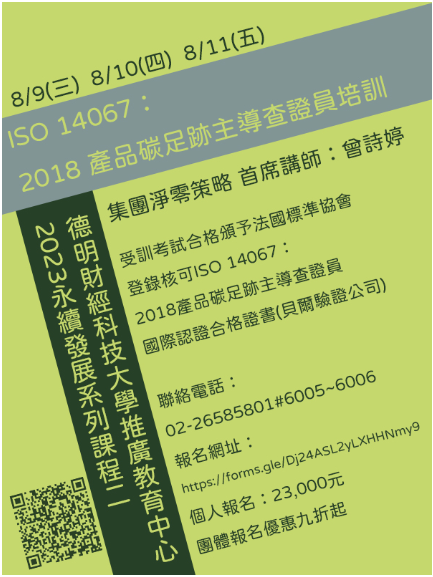 8/9(三) 8/10(四) 8/11(五)
ISO 14067：
2018 產品碳足跡主導查證員培訓
集團淨零策略 首席講師：曾詩婷
德明財經科技大學推廣教育中心
2023永續發展系列課程二
受訓考試合格頒予法國標準協會
登錄核可ISO 14067：
2018產品碳足跡主導查證員
國際認證合格證書(貝爾驗證公司)
聯絡電話：
02-26585801#6005~6006
報名網址：
https://forms.gle/Dj24ASL2yLXHHNmy9
個人報名：23,000元
團體報名優惠九折起